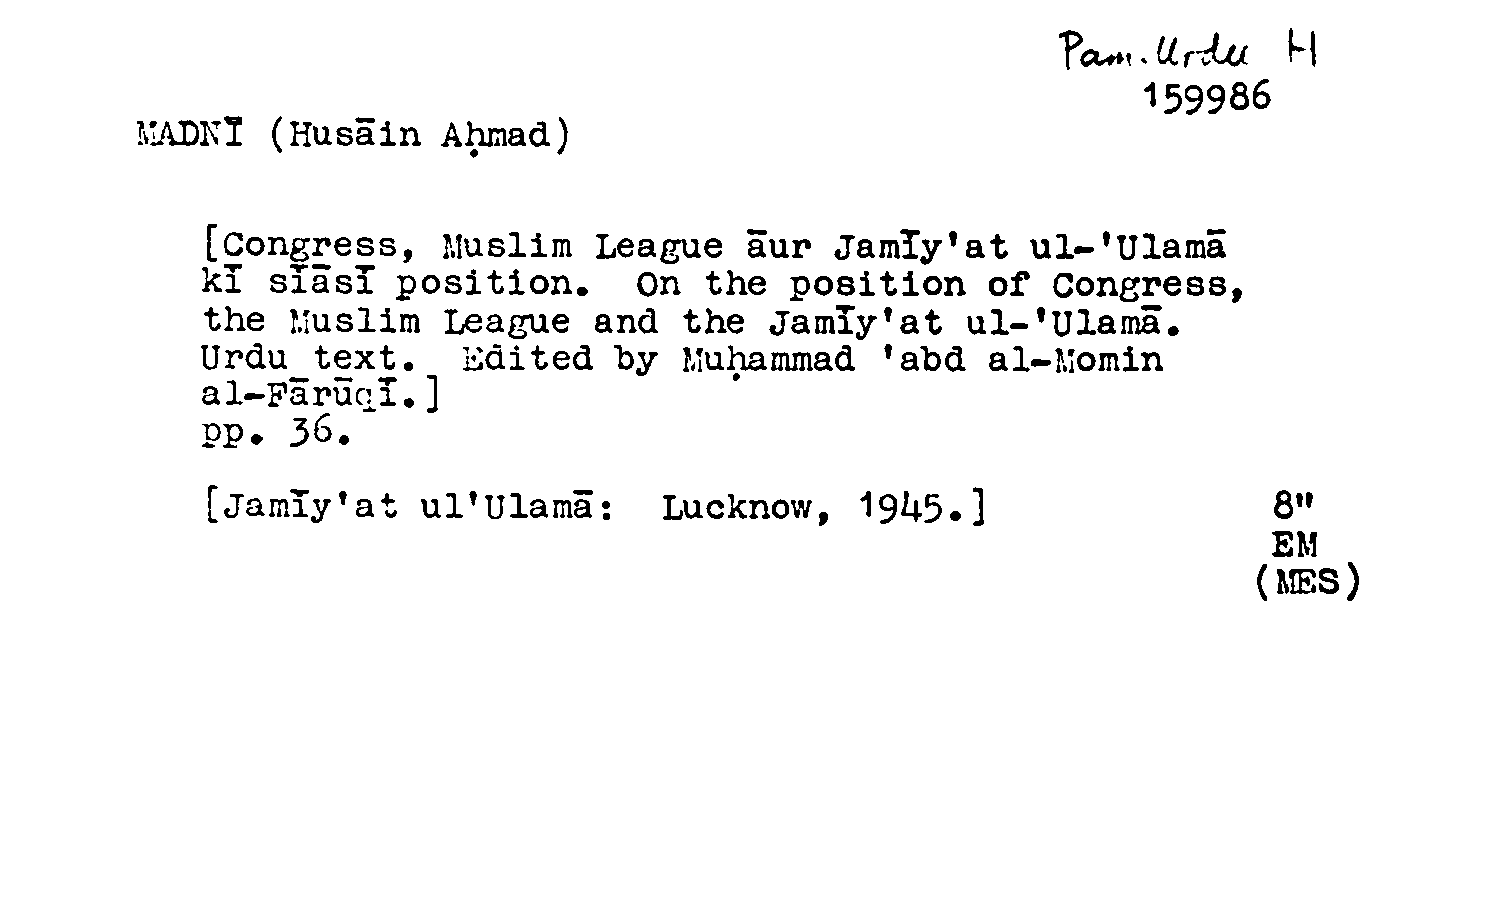 Pam. Urdu H
159986
MADNĪ (Husāin Aḥmad)
[Congress, Muslim League āur Jamīy'at ul-'Ulamā
kī sīāsī position. On the position of Congress,
the Muslim League and the Jamīy'at ul-'Ulamā.
Urdu text. Edited by Muḥammad 'abd al-Momin
al-Fārūqī.]
pp. 36.
[Jamīy'at ul'Ulamā: Lucknow, 1945.]
8"
EM
(MES)